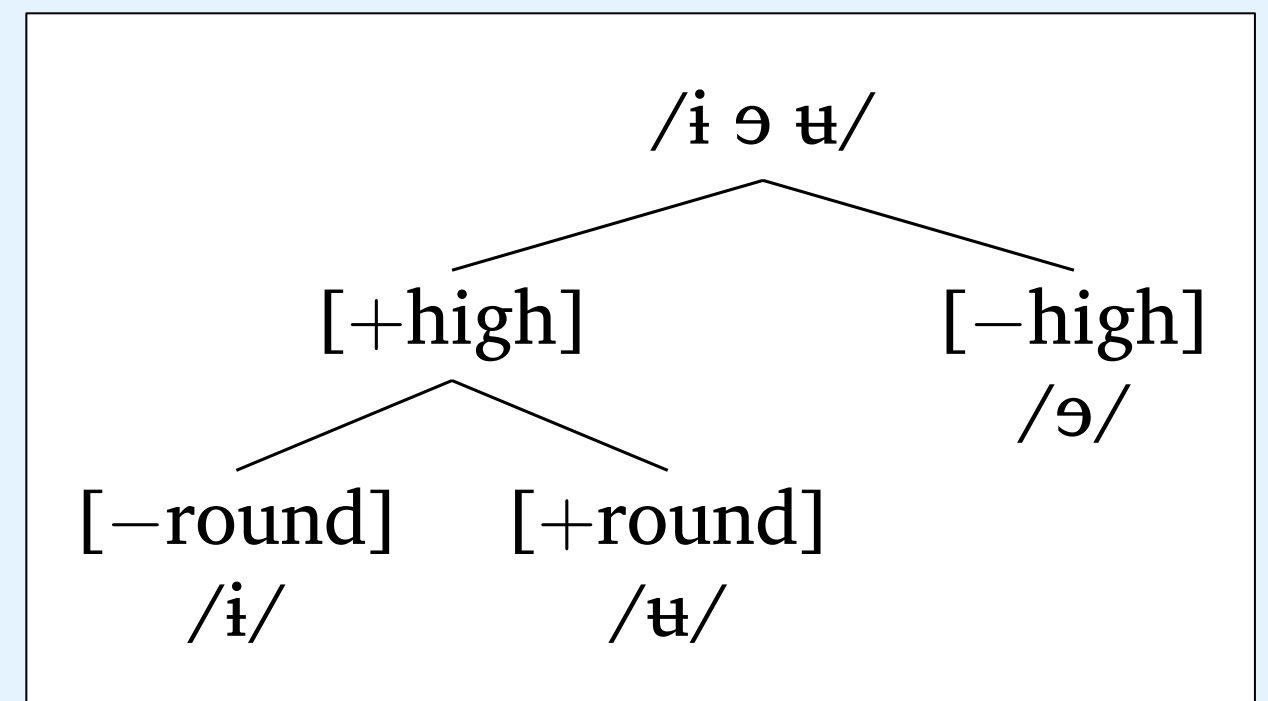 /ɨ ɘ ʉ/
[+high] [−high]
/ɘ/
[−round] [+round]
/ɨ/ /ʉ/